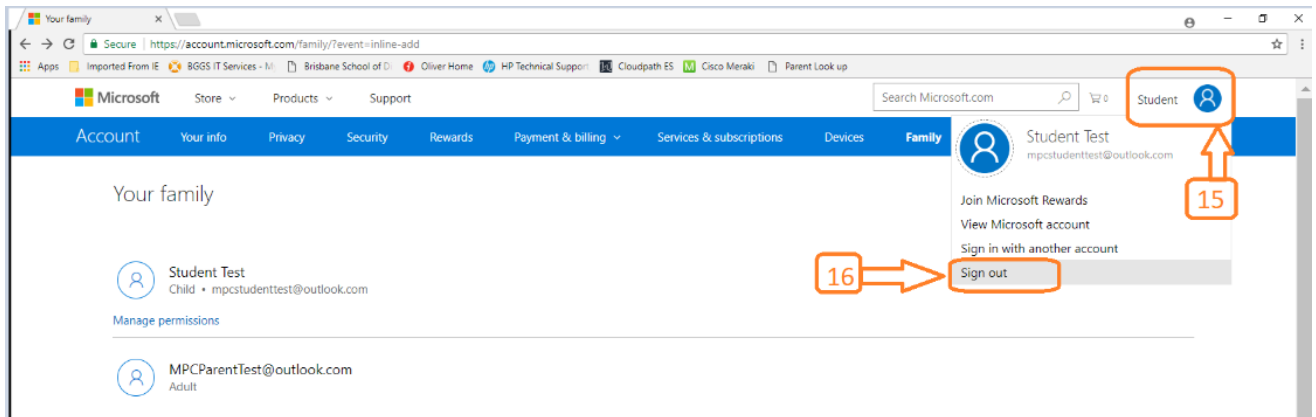 Your family
Secure https://account.microsoft.com/family/?event=inline-add
Apps Imported From IE BGGS IT Services - M Brisbane School of Di Oliver Home HP Technical Support Cloudpath ES Cisco Meraki Parent Look up
Microsoft Store Products Support Search Microsoft.com 0 Student
Account Your info Privacy Security Rewards Payment & billing Services & subscriptions Devices Family
Student Test
mpcstudenttest@outlook.com
15
Your family
Join Microsoft Rewards
View Microsoft account
Sign in with another account
16
Sign out
Student Test
Child • mpcstudenttest@outlook.com
Manage permissions
MPCParentTest@outlook.com
Adult